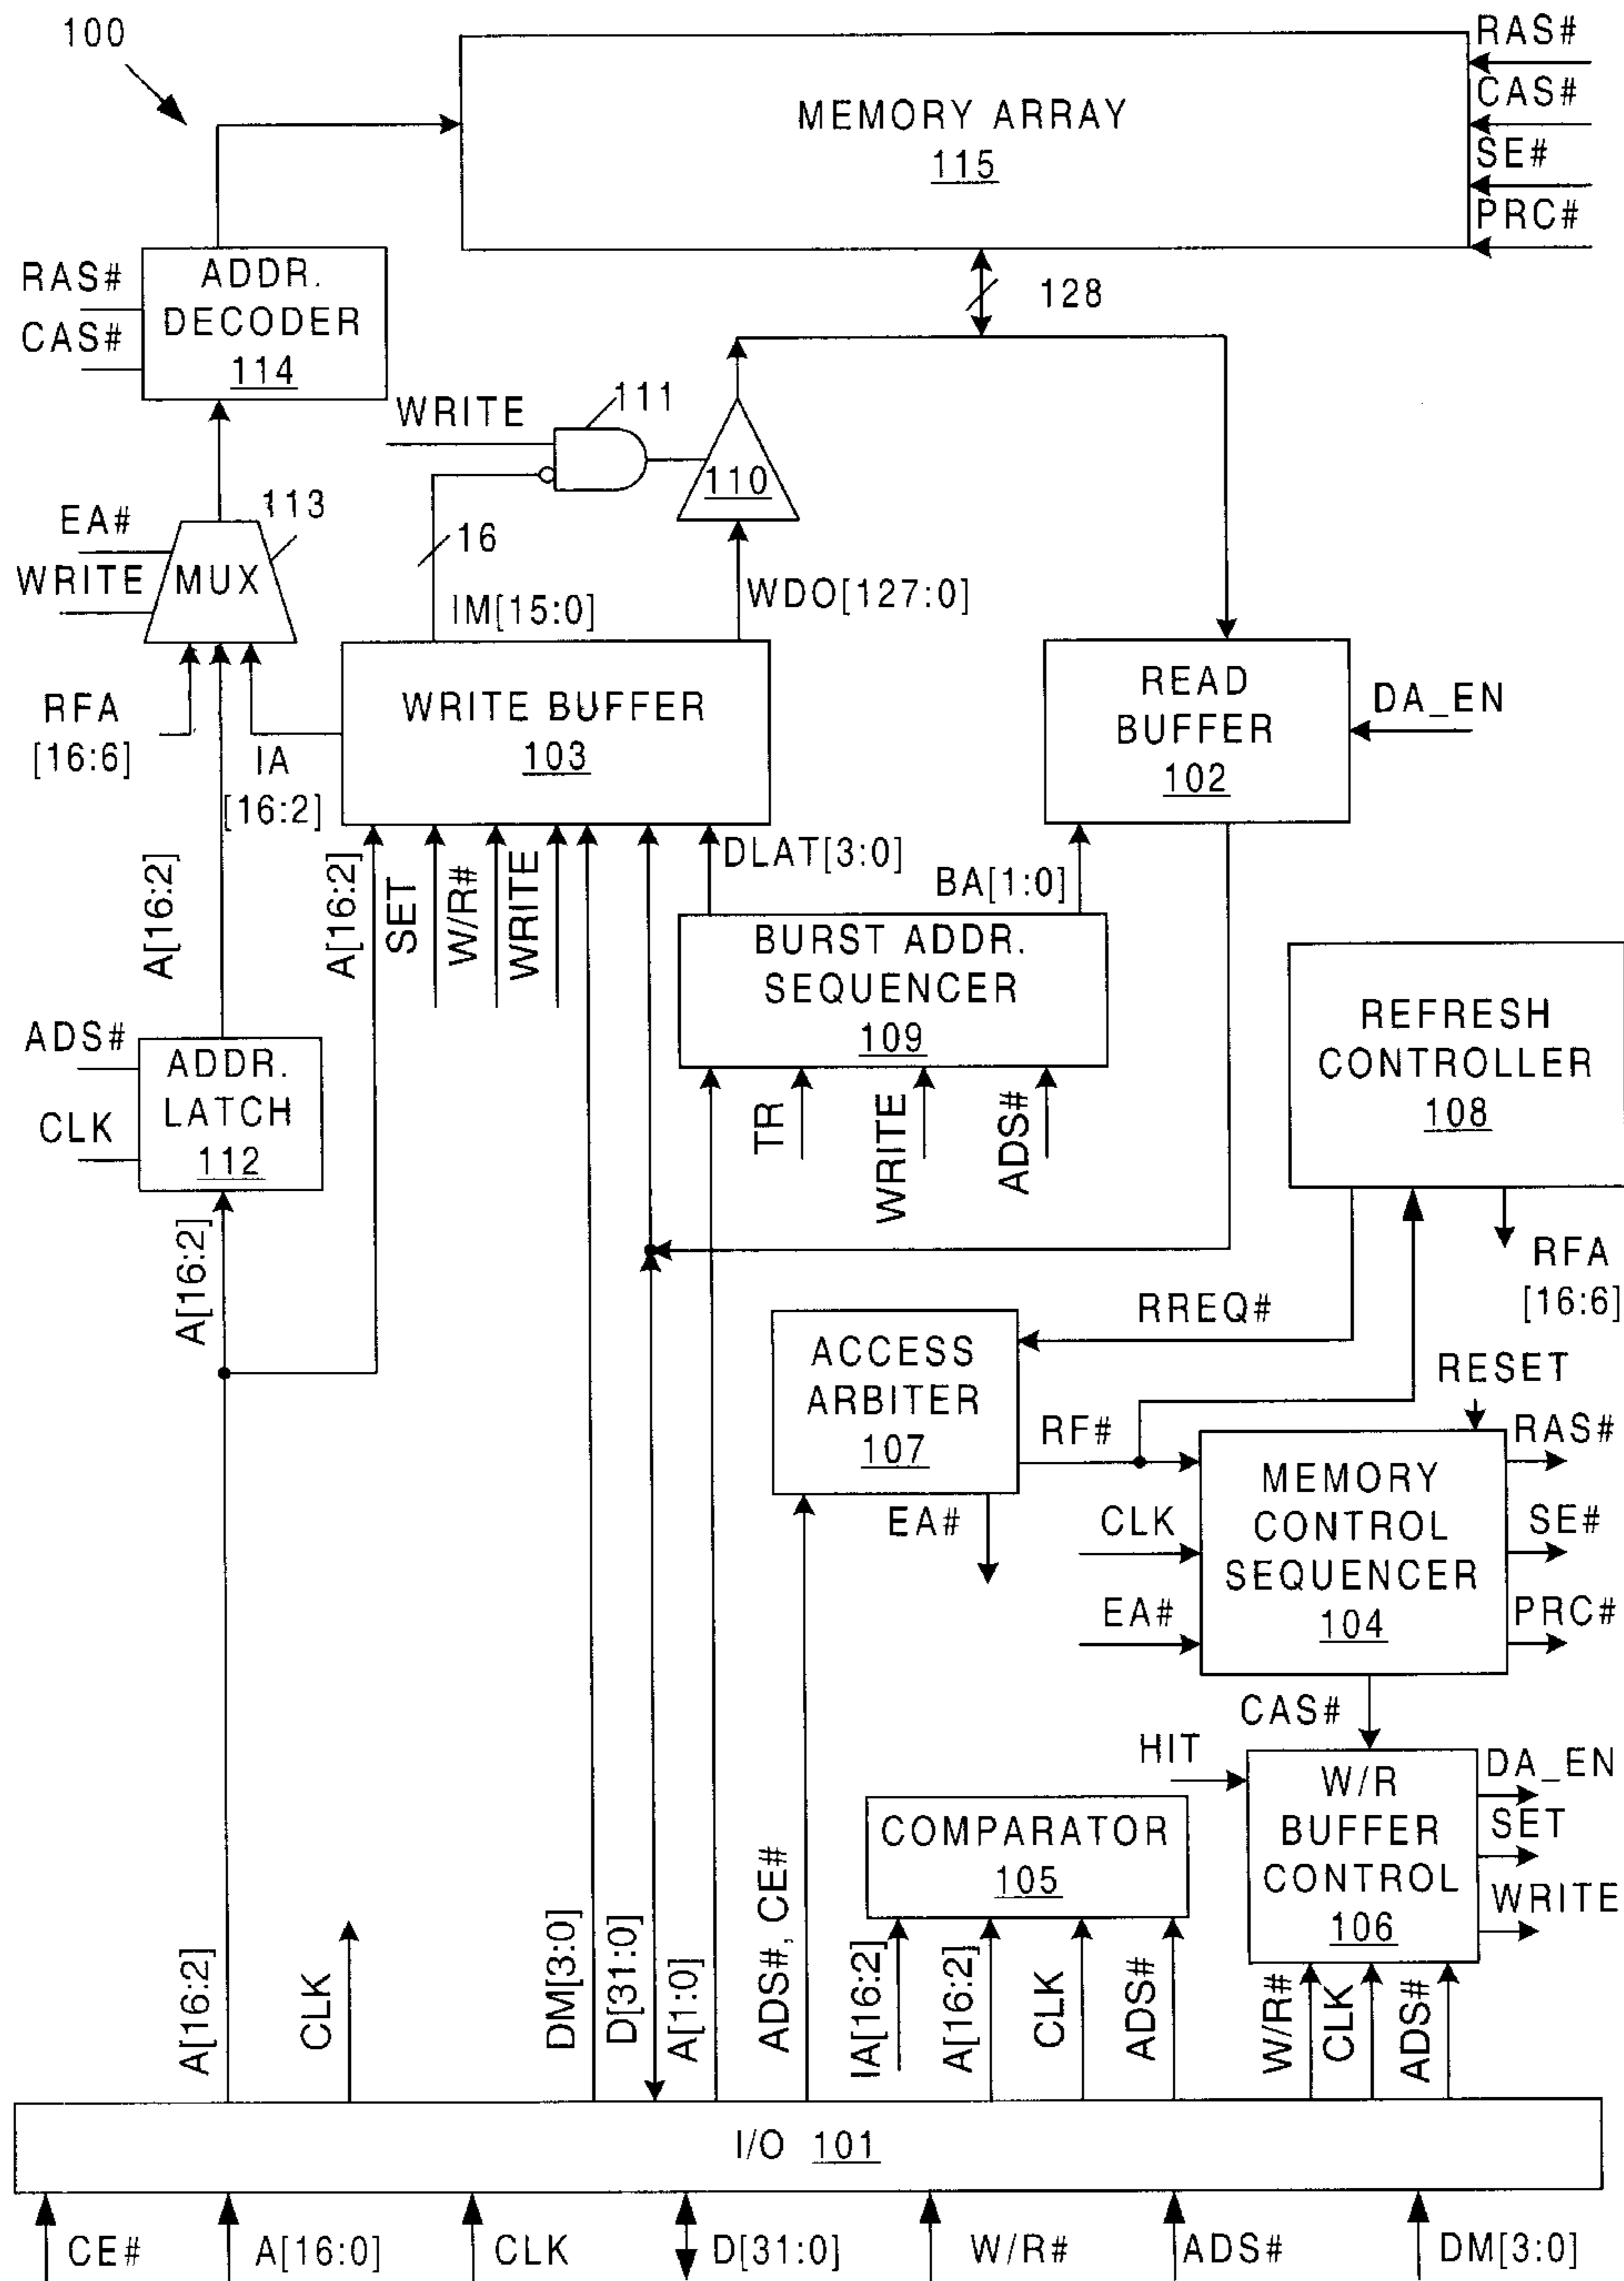 100
MEMORY ARRAY
115
RAS#
CAS#
SE#
PRC#
128
RAS#
CAS#
ADDR.
DECODER
114
WRITE
111
110
EA#
WRITE
MUX
113
16
IM[15:0]
WDO[127:0]
RFA
[16:6]
IA
[16:2]
WRITE BUFFER
103
READ
BUFFER
102
DA_EN
A[16:2]
A[16:2]
SET
W/R#
WRITE
DLAT[3:0]
BA[1:0]
BURST ADDR.
SEQUENCER
109
TR
WRITE
ADS#
REFRESH
CONTROLLER
108
RFA
[16:6]
ADS#
CLK
ADDR.
LATCH
112
A[16:2]
RREQ#
ACCESS
ARBITER
107
RF#
EA#
RESET
CLK
EA#
MEMORY
CONTROL
SEQUENCER
104
RAS#
SE#
PRC#
CAS#
HIT
W/R
BUFFER
CONTROL
106
DA_EN
SET
WRITE
COMPARATOR
105
A[16:2]
CLK
DM[3:0]
D[31:0]
A[1:0]
ADS#, CE#
IA[16:2]
A[16:2]
CLK
ADS#
W/R#
CLK
ADS#
I/O 101
CE#
A[16:0]
CLK
D[31:0]
W/R#
ADS#
DM[3:0]